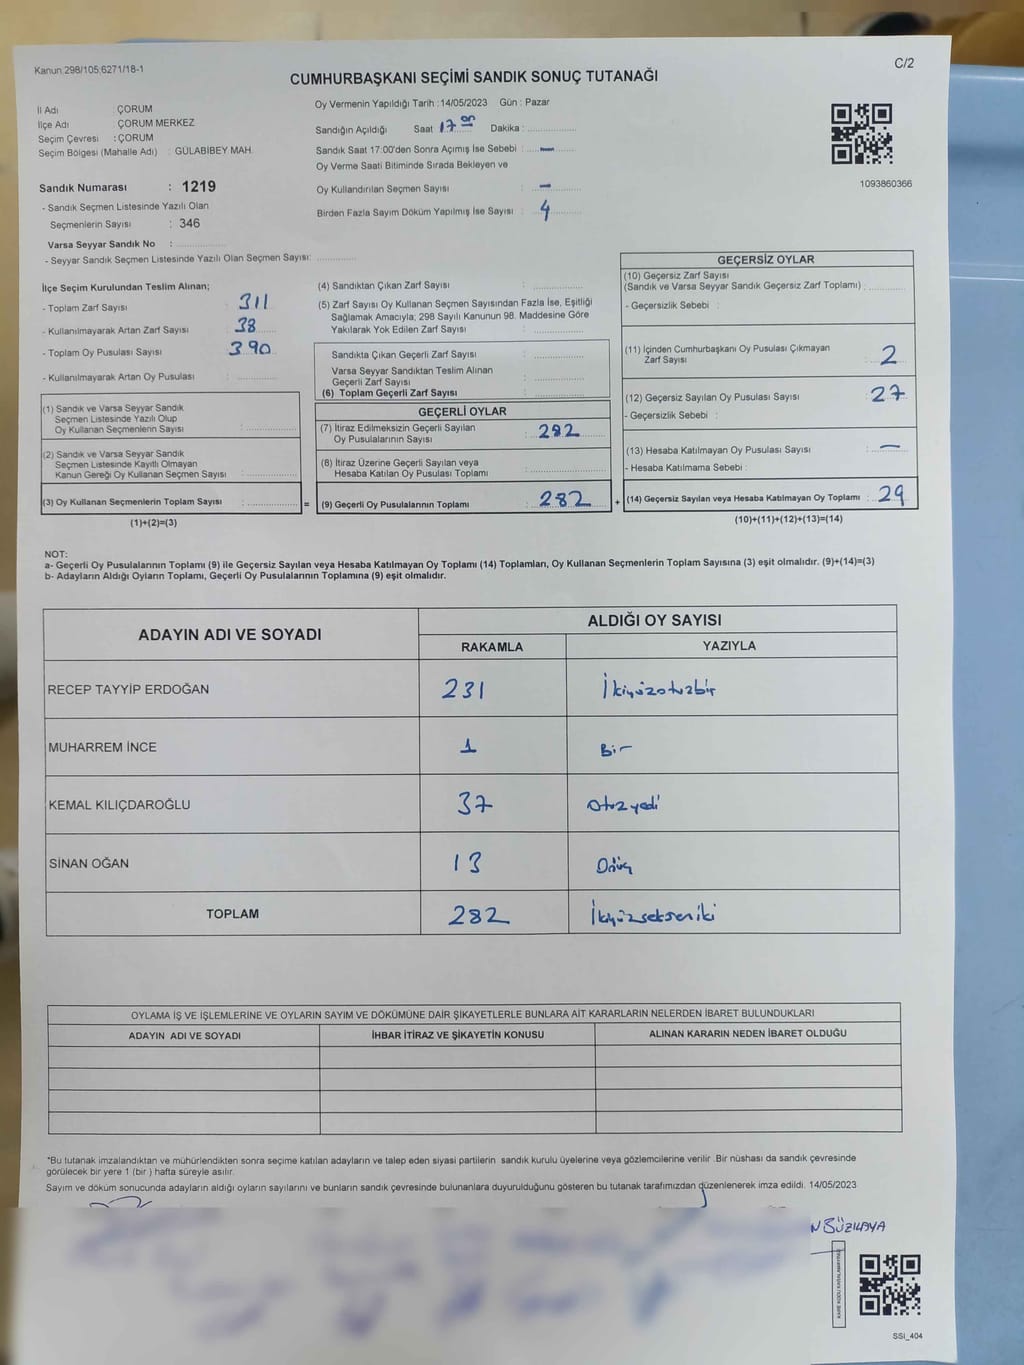 Kanun:298/105;6271/18-1
C/2
CUMHURBAŞKANI SEÇİMİ SANDIK SONUÇ TUTANAĞI
İl Adı : ÇORUM
İlçe Adı : ÇORUM MERKEZ
Seçim Çevresi : ÇORUM
Seçim Bölgesi (Mahalle Adı) : GÜLABİBEY MAH.
Sandık Numarası : 1219
- Sandık Seçmen Listesinde Yazılı Olan
Seçmenlerin Sayısı : 346
Varsa Seyyar Sandık No :
- Seyyar Sandık Seçmen Listesinde Yazılı Olan Seçmen Sayısı:
Oy Vermenin Yapıldığı Tarih :14/05/2023 Gün : Pazar
Sandığın Açıldığı Saat 17 00 Dakika :
Sandık Saat 17:00'den Sonra Açımış İse Sebebi : —
Oy Verme Saati Bitiminde Sırada Bekleyen ve
Oy Kullandırılan Seçmen Sayısı : —
Birden Fazla Sayım Döküm Yapılmış İse Sayısı : 4
1093860366
İlçe Seçim Kurulundan Teslim Alınan;
- Toplam Zarf Sayısı 311
- Kullanılmayarak Artan Zarf Sayısı 38
- Toplam Oy Pusulası Sayısı 390
- Kullanılmayarak Artan Oy Pusulası :
(1) Sandık ve Varsa Seyyar Sandık
Seçmen Listesinde Yazılı Olup
Oy Kullanan Seçmenlerin Sayısı :
(2) Sandık ve Varsa Seyyar Sandık
Seçmen Listesinde Kayıtlı Olmayan
Kanun Gereği Oy Kullanan Seçmen Sayısı :
(3) Oy Kullanan Seçmenlerin Toplam Sayısı : =
(1)+(2)=(3)
(4) Sandıktan Çıkan Zarf Sayısı :
(5) Zarf Sayısı Oy Kullanan Seçmen Sayısından Fazla İse, Eşitliği
Sağlamak Amacıyla; 298 Sayılı Kanunun 98. Maddesine Göre
Yakılarak Yok Edilen Zarf Sayısı :
Sandıkta Çıkan Geçerli Zarf Sayısı :
Varsa Seyyar Sandıktan Teslim Alınan
Geçerli Zarf Sayısı :
(6) Toplam Geçerli Zarf Sayısı :
GEÇERLİ OYLAR
(7) İtiraz Edilmeksizin Geçerli Sayılan
Oy Pusulalarının Sayısı : 282
(8) İtiraz Üzerine Geçerli Sayılan veya
Hesaba Katılan Oy Pusulası Toplamı :
(9) Geçerli Oy Pusulalarının Toplamı : 282 +
GEÇERSİZ OYLAR
(10) Geçersiz Zarf Sayısı
(Sandık ve Varsa Seyyar Sandık Geçersiz Zarf Toplamı) :
- Geçersizlik Sebebi :
(11) İçinden Cumhurbaşkanı Oy Pusulası Çıkmayan
Zarf Sayısı : 2
(12) Geçersiz Sayılan Oy Pusulası Sayısı : 27
- Geçersizlik Sebebi :
(13) Hesaba Katılmayan Oy Pusulası Sayısı : —
- Hesaba Katılmama Sebebi :
(14) Geçersiz Sayılan veya Hesaba Katılmayan Oy Toplamı : 29
(10)+(11)+(12)+(13)=(14)
NOT:
a- Geçerli Oy Pusulalarının Toplamı (9) ile Geçersiz Sayılan veya Hesaba Katılmayan Oy Toplamı (14) Toplamları, Oy Kullanan Seçmenlerin Toplam Sayısına (3) eşit olmalıdır. (9)+(14)=(3)
b- Adayların Aldığı Oyların Toplamı, Geçerli Oy Pusulalarının Toplamına (9) eşit olmalıdır.
ADAYIN ADI VE SOYADI ALDIĞI OY SAYISI
RAKAMLA YAZIYLA
RECEP TAYYİP ERDOĞAN 231 İkiyüzotuzbir
MUHARREM İNCE 1 Bir
KEMAL KILIÇDAROĞLU 37 otuzyedi
SİNAN OĞAN 13 Onüç
TOPLAM 282 İkiyüzsekseniki
OYLAMA İŞ VE İŞLEMLERİNE VE OYLARIN SAYIM VE DÖKÜMÜNE DAİR ŞİKAYETLERLE BUNLARA AİT KARARLARIN NELERDEN İBARET BULUNDUKLARI
ADAYIN ADI VE SOYADI İHBAR İTİRAZ VE ŞİKAYETİN KONUSU ALINAN KARARIN NEDEN İBARET OLDUĞU
*Bu tutanak imzalandıktan ve mühürlendikten sonra seçime katılan adayların ve talep eden siyasi partilerin sandık kurulu üyelerine veya gözlemcilerine verilir .Bir nüshası da sandık çevresinde
görülecek bir yere 1 (bir ) hafta süreyle asılır.
Sayım ve döküm sonucunda adayların aldığı oyların sayılarını ve bunların sandık çevresinde bulunanlara duyurulduğunu gösteren bu tutanak tarafımızdan düzenlenerek imza edildi. 14/05/2023
SSİ_404